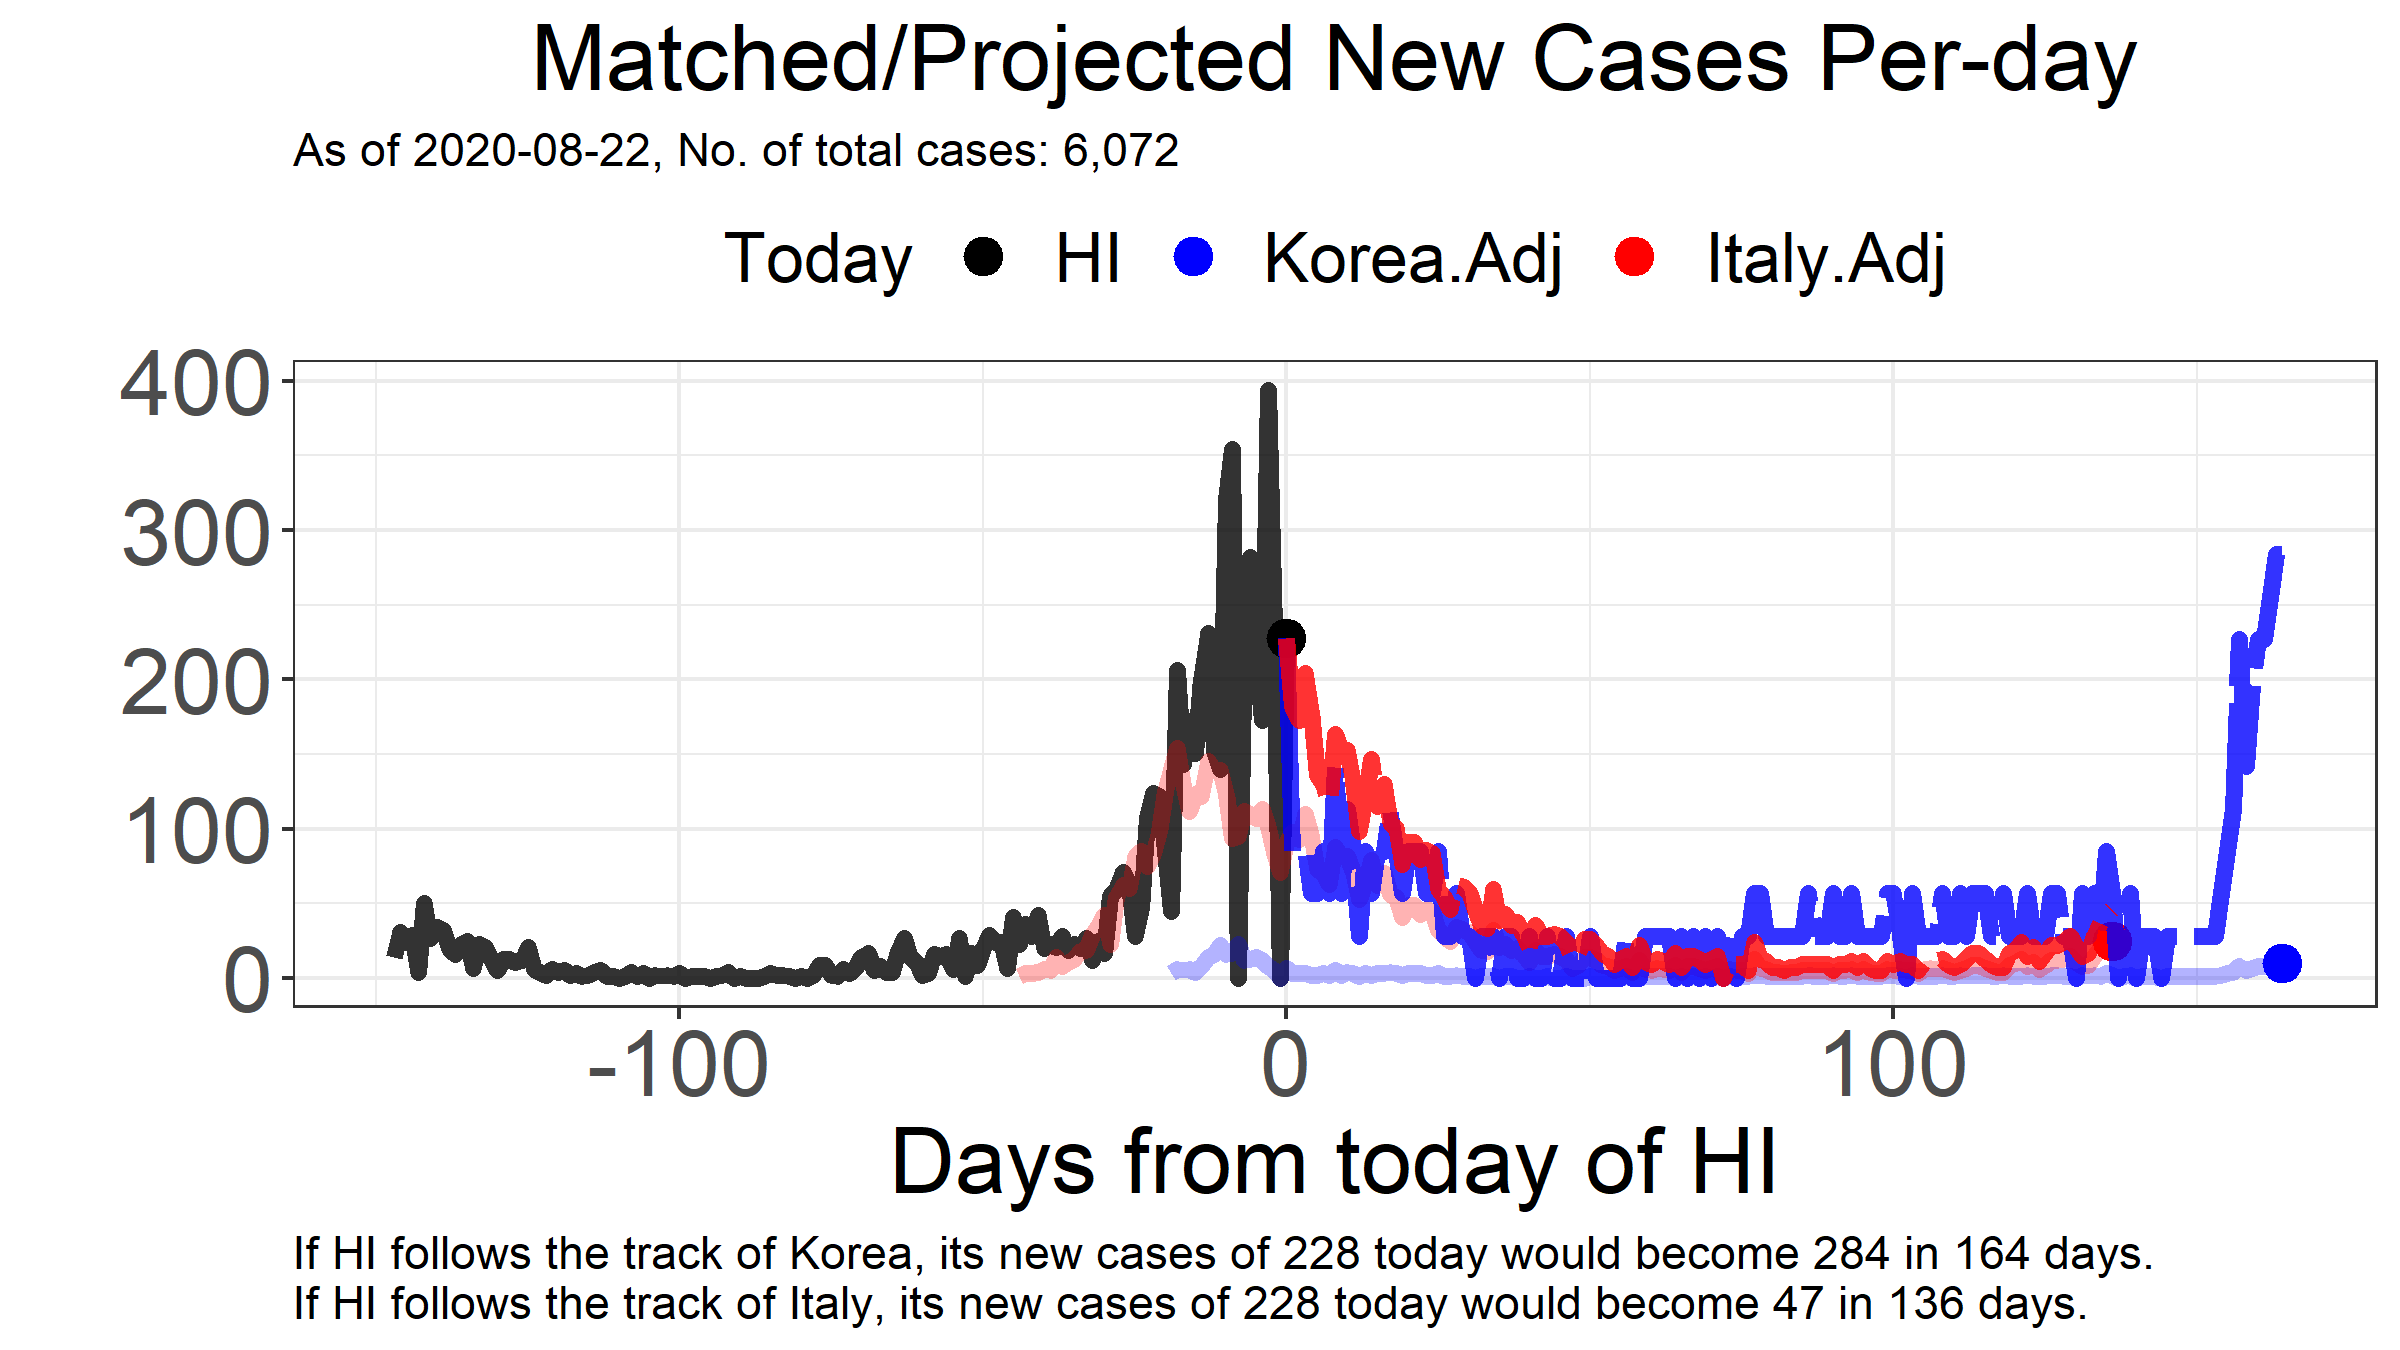 Matched/Projected New Cases Per-day
As of 2020-08-22, No. of total cases: 6,072
Today HI Korea.Adj Italy.Adj
400
300
200
100
0
-100 0 100
Days from today of HI
If HI follows the track of Korea, its new cases of 228 today would become 284 in 164 days.
If HI follows the track of Italy, its new cases of 228 today would become 47 in 136 days.